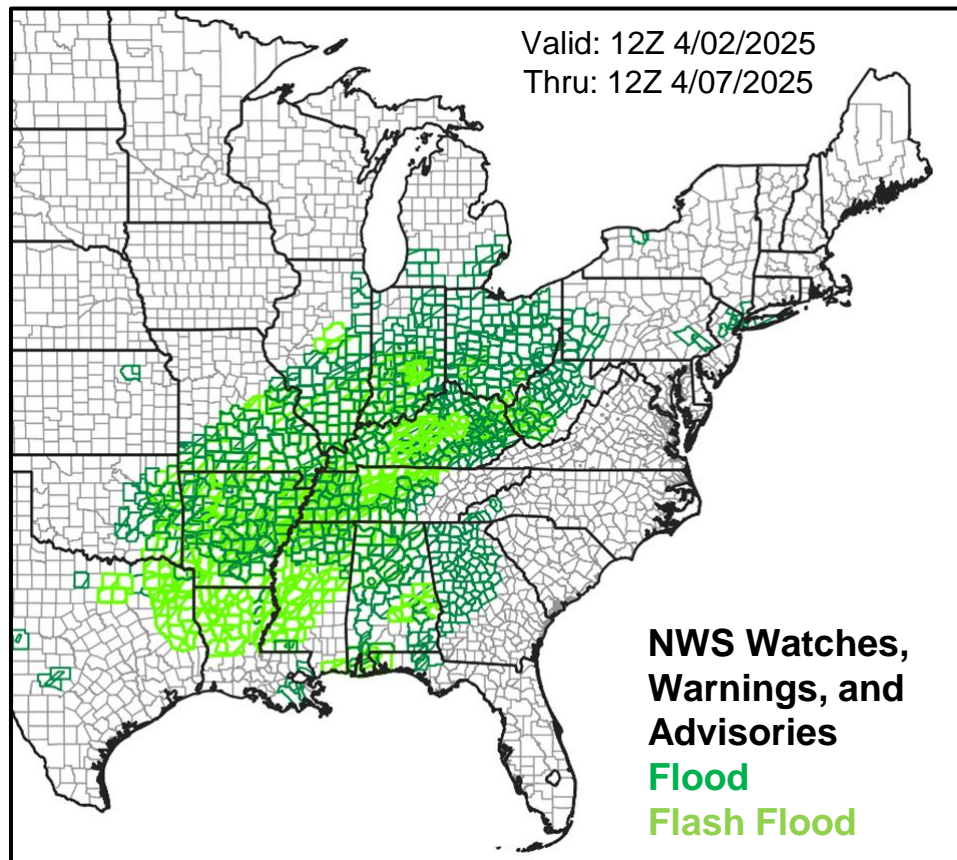 Valid: 12Z 4/02/2025
Thru: 12Z 4/07/2025
NWS Watches,
Warnings, and
Advisories
Flood
Flash Flood